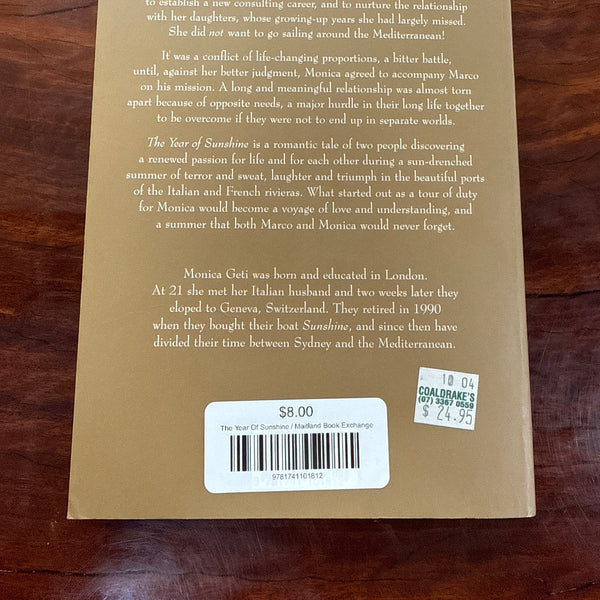 to establish a new consulting career, and to nurture the relationship
with her daughters, whose growing-up years she had largely missed.
She did not want to go sailing around the Mediterranean!
It was a conflict of life-changing proportions, a bitter battle,
until, against her better judgment, Monica agreed to accompany Marco
on his mission. A long and meaningful relationship was almost torn
apart because of opposite needs, a major hurdle in their long life together
to be overcome if they were not to end up in separate worlds.
The Year of Sunshine is a romantic tale of two people discovering
a renewed passion for life and for each other during a sun-drenched
summer of terror and sweat, laughter and triumph in the beautiful ports
of the Italian and French rivieras. What started out as a tour of duty
for Monica would become a voyage of love and understanding, and
a summer that both Marco and Monica would never forget.
Monica Geti was born and educated in London.
At 21 she met her Italian husband and two weeks later they
eloped to Geneva, Switzerland. They retired in 1990
when they bought their boat Sunshine, and since then have
divided their time between Sydney and the Mediterranean.
10 04
COALDRAKE'S
(07) 3367 0559
$ 24.95
$8.00
The Year Of Sunshine / Maitland Book Exchange
9781741101812